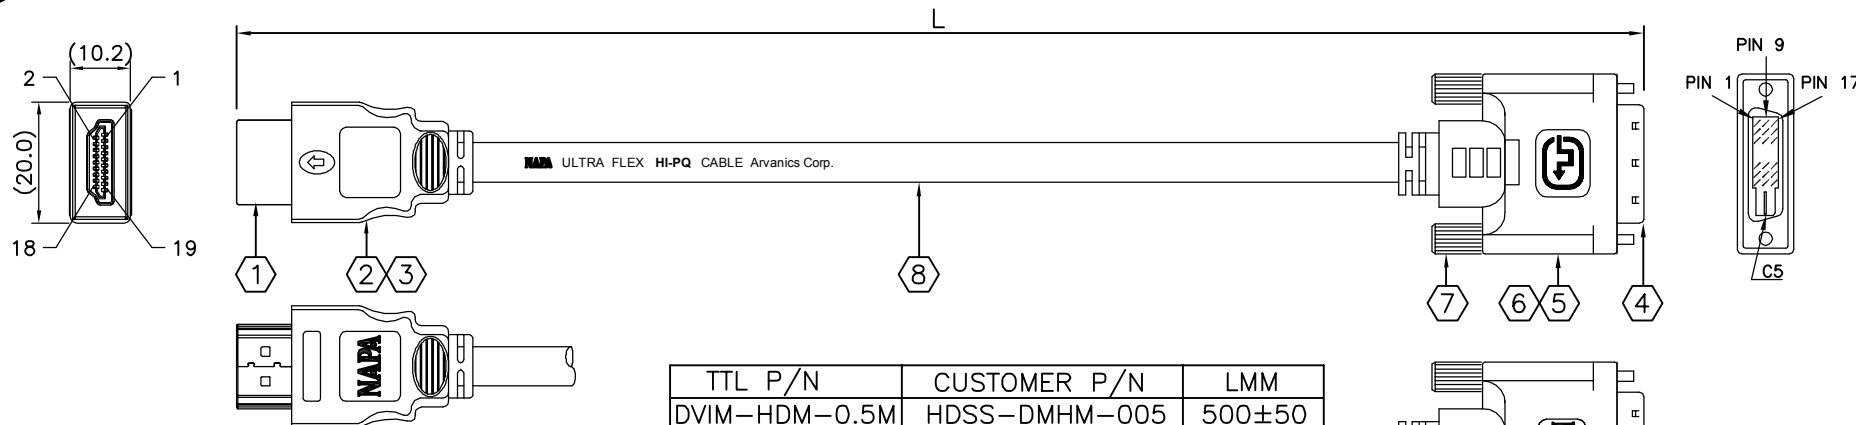 L
(10.2)
2
1
(20.0)
18
19
NAPA ULTRA FLEX HI-PQ CABLE Arvanics Corp.
PIN 9
PIN 1
PIN 17
C5
1
2
3
8
7
6
5
4
NAPA
TTL P/N CUSTOMER P/N LMM
DVIM-HDM-0.5M HDSS-DMHM-005 500±50